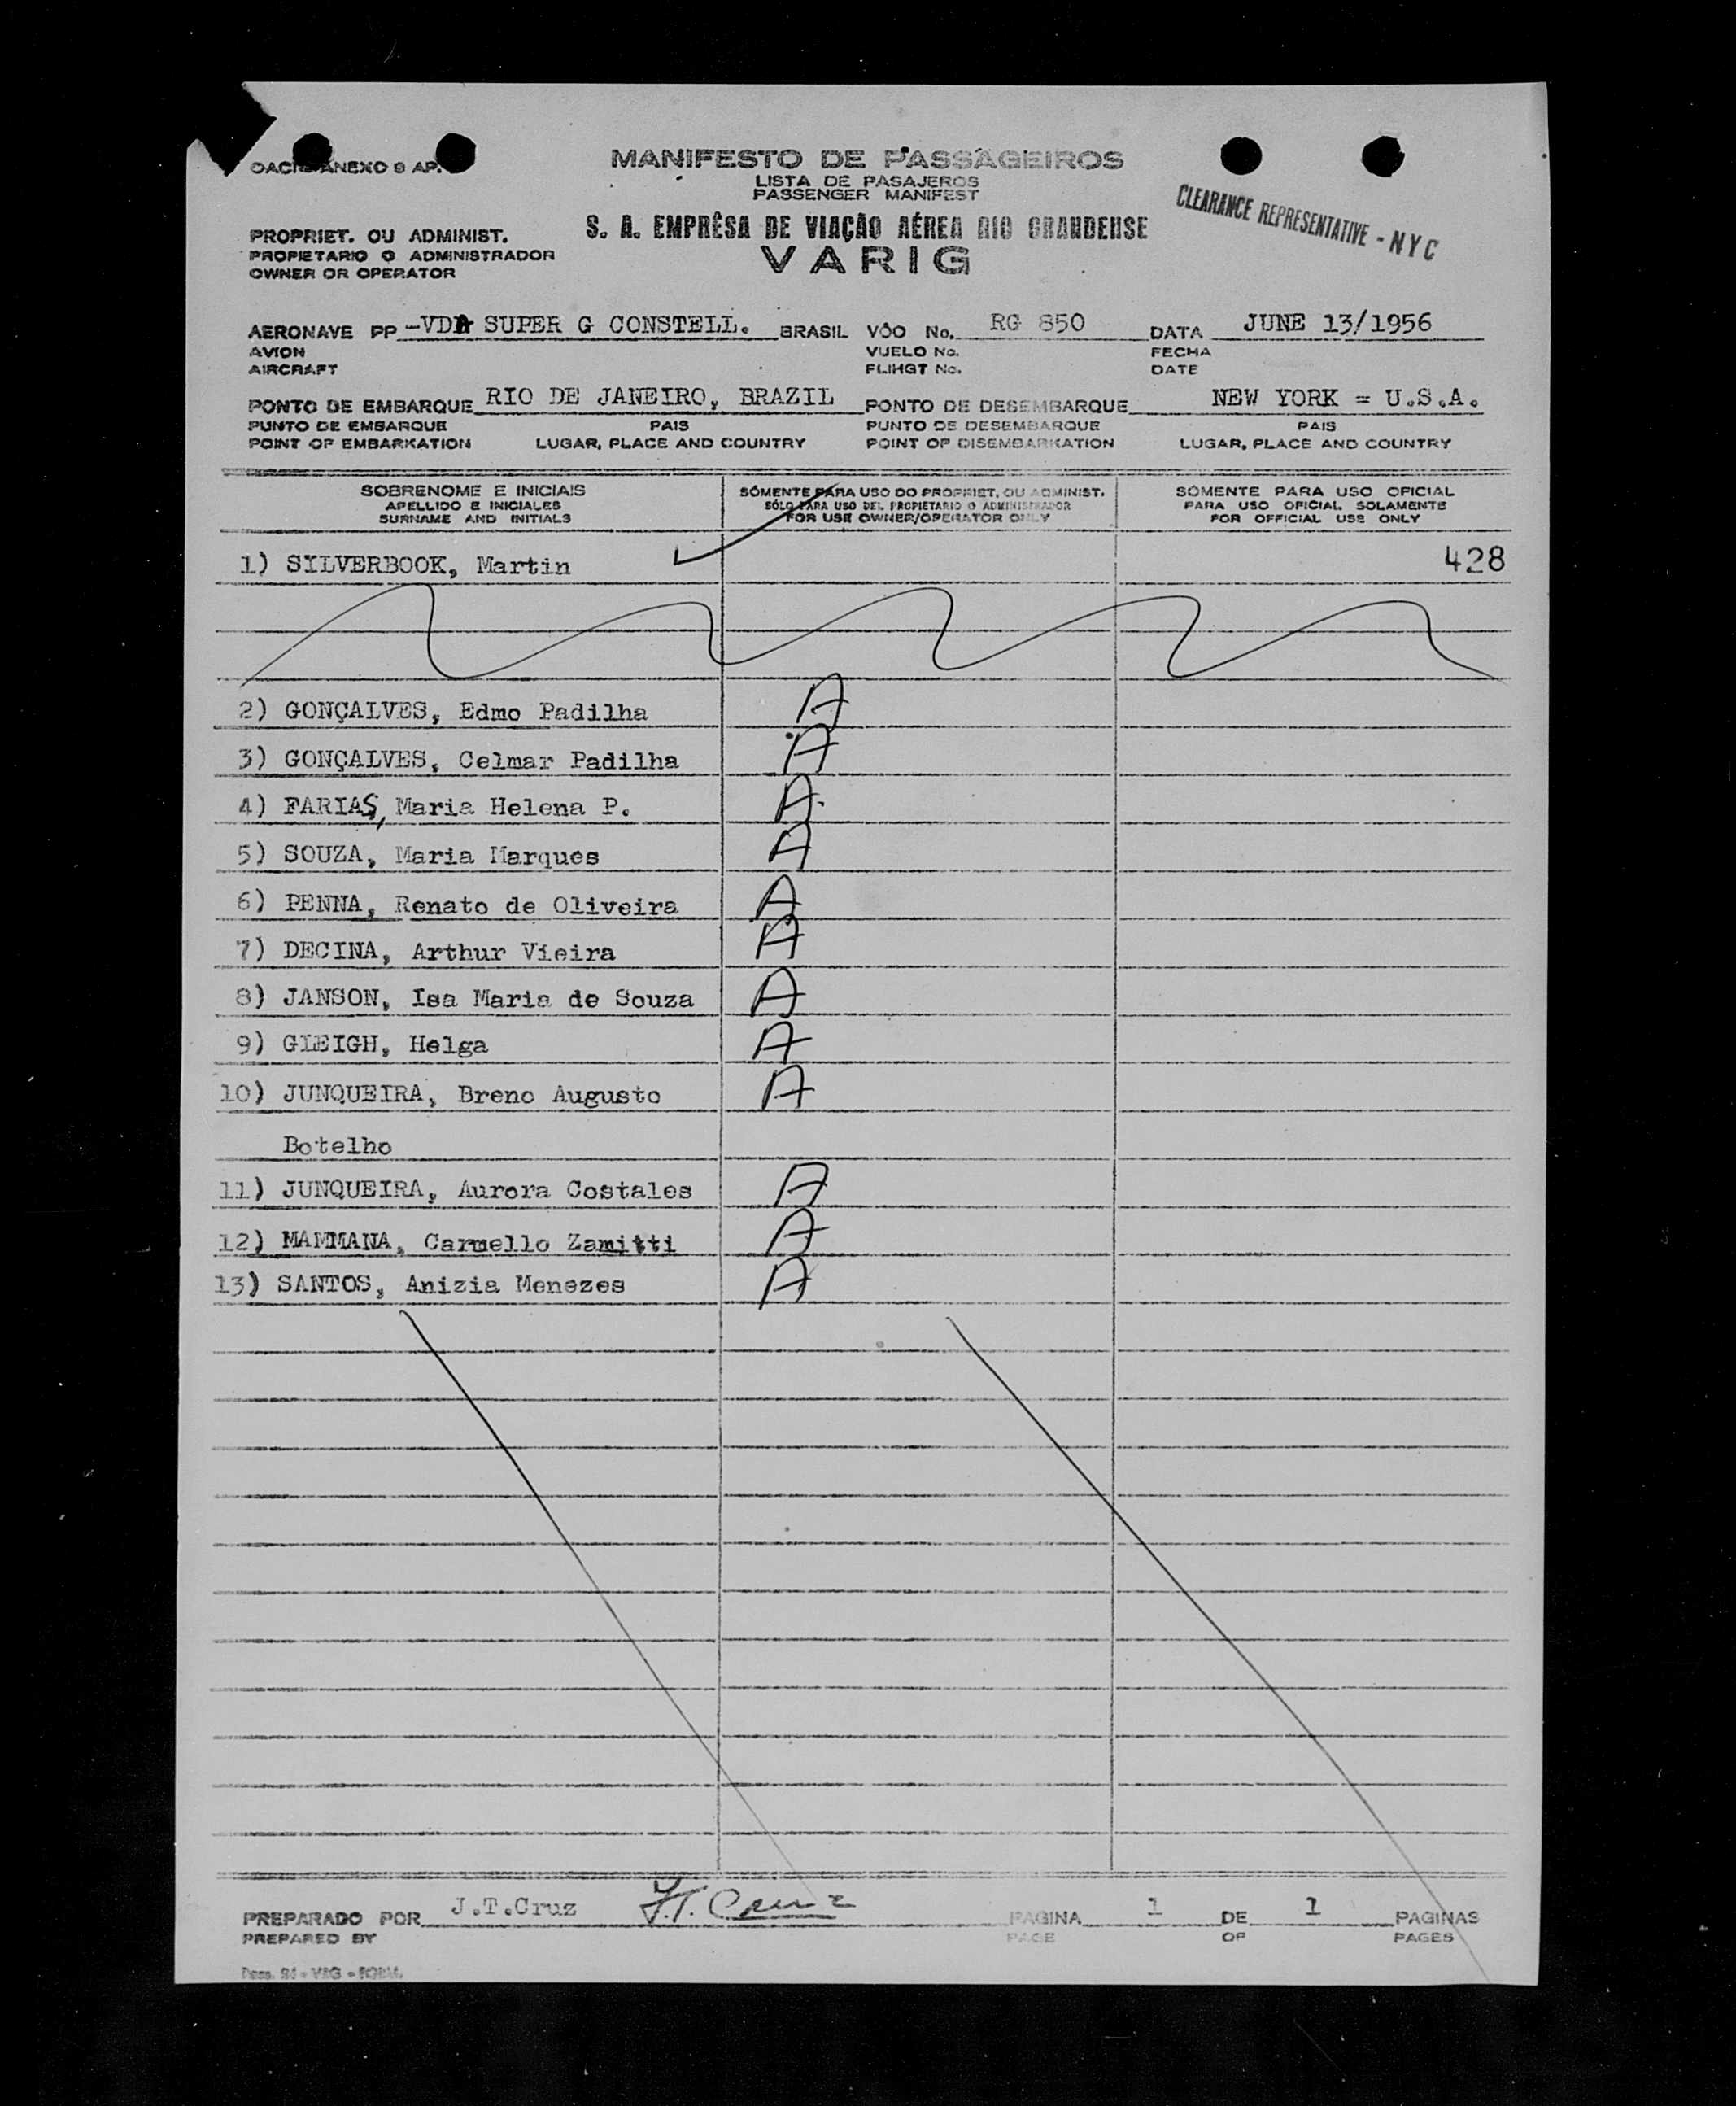 OACI ANEXO 9 AP.
MANIFESTO DE PASSAGEIROS
LISTA DE PASAJEROS
PASSENGER MANIFEST
CLEARANCE REPRESENTATIVE - NYC
S. A. EMPRÊSA DE VIAÇÃO AÉREA RIO GRANDENSE
VARIG
PROPRIET. OU ADMINIST.
PROPIETARIO O ADMINISTRADOR
OWNER OR OPERATOR
AERONAVE PP -VDA SUPER G CONSTELL. BRASIL VÔO No. RG 850 DATA JUNE 13/1956
AVION VUELO No. FECHA
AIRCRAFT FLIHGT No. DATE
PONTO DE EMBARQUE RIO DE JANEIRO, BRAZIL PONTO DE DESEMBARQUE NEW YORK = U.S.A.
PUNTO DE EMBARQUE PAIS PUNTO DE DESEMBARQUE PAIS
POINT OF EMBARKATION LUGAR, PLACE AND COUNTRY POINT OF DISEMBARKATION LUGAR, PLACE AND COUNTRY
SOBRENOME E INICIAIS SÓMENTE PARA USO DO PROPRIET. OU ADMINIST. SÓMENTE PARA USO OFICIAL
APELLIDO E INICIALES SÓLO PARA USO DEL PROPIETARIO O ADMINISTRADOR PARA USO OFICIAL SOLAMENTE
SURNAME AND INITIALS FOR USE OWNER/OPERATOR ONLY FOR OFFICIAL USE ONLY
1) SILVERBOOK, Martin 428
2) GONÇALVES, Edmo Padilha A
3) GONÇALVES, Celmar Padilha A
4) FARIAS, Maria Helena P. A
5) SOUZA, Maria Marques A
6) PENNA, Renato de Oliveira A
7) DECINA, Arthur Vieira A
8) JANSON, Isa Maria de Souza A
9) GLEIGH, Helga A
10) JUNQUEIRA, Breno Augusto A
Botelho
11) JUNQUEIRA, Aurora Costales A
12) MAMMANA, Carmello Zamitti A
13) SANTOS, Anizia Menezes A
PREPARADO POR J.T.Cruz J.T. Cruz PAGINA 1 DE 1 PAGINAS
PREPARED BY PAGE OF PAGES